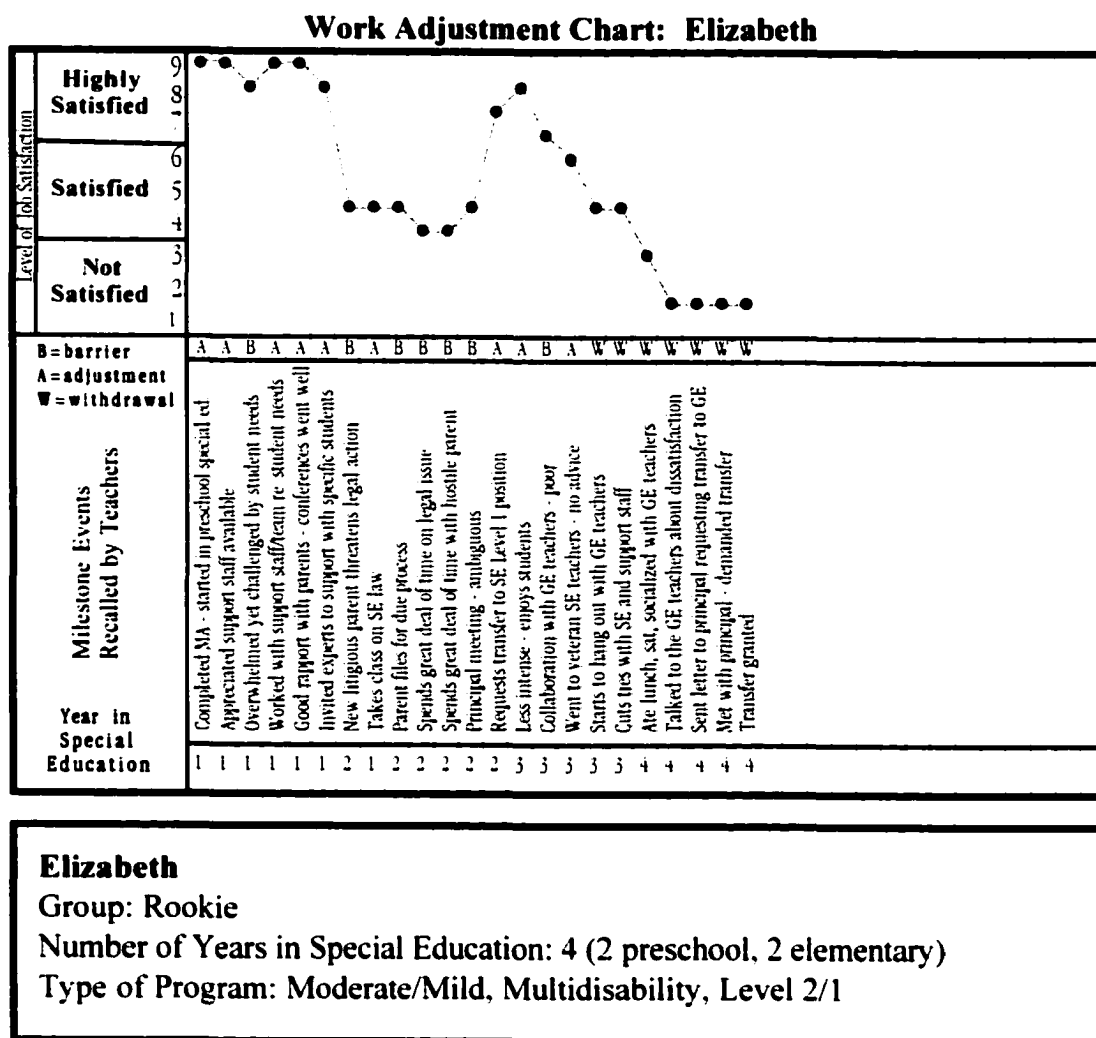 Work Adjustment Chart: Elizabeth
Level of Job Satisfaction
Highly
Satisfied
9
8
Satisfied
6
5
4
Not
Satisfied
3
2
1
B=barrier
A=adjustment
W=withdrawal
A A B A A A B A B B B B A A B A W W W W W W W
Milestone Events
Recalled by Teachers
Completed MA - started in preschool special ed
Appreciated support staff available
Overwhelmed yet challenged by student needs
Worked with support staff/team re student needs
Good rapport with parents - conferences went well
Invited experts to support with specific students
New litigious parent threatens legal action
Takes class on SE law
Parent files for due process
Spends great deal of time on legal issue
Spends great deal of time with hostile parent
Principal meeting - ambiguous
Requests transfer to SE Level 1 position
Less intense - enjoys students
Collaboration with GE teachers - poor
Went to veteran SE teachers - no advice
Starts to hang out with GE teachers
Cuts ties with SE and support staff
Ate lunch, sat, socialized with GE teachers
Talked to the GE teachers about dissatisfaction
Sent letter to principal requesting transfer to GE
Met with principal - demanded transfer
Transfer granted
Year in
Special
Education
1 1 1 1 1 1 2 1 2 2 2 2 2 3 3 3 3 3 4 4 4 4 4
Elizabeth
Group: Rookie
Number of Years in Special Education: 4 (2 preschool, 2 elementary)
Type of Program: Moderate/Mild, Multidisability, Level 2/1